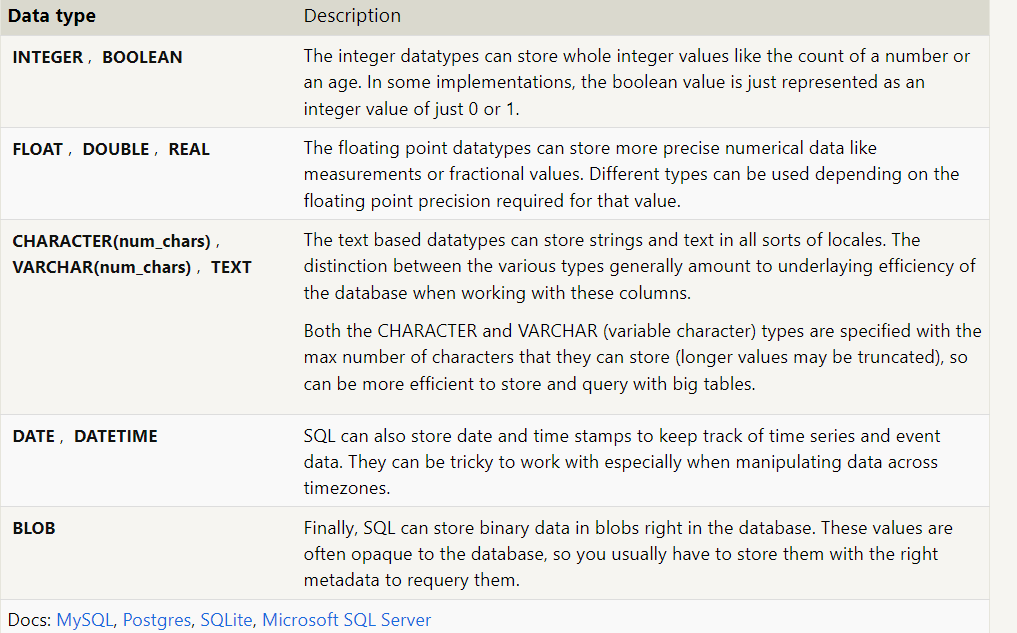 Data type Description
INTEGER , BOOLEAN The integer datatypes can store whole integer values like the count of a number or
an age. In some implementations, the boolean value is just represented as an
integer value of just 0 or 1.
FLOAT , DOUBLE , REAL The floating point datatypes can store more precise numerical data like
measurements or fractional values. Different types can be used depending on the
floating point precision required for that value.
CHARACTER(num_chars) , The text based datatypes can store strings and text in all sorts of locales. The
VARCHAR(num_chars) , TEXT distinction between the various types generally amount to underlaying efficiency of
the database when working with these columns.
Both the CHARACTER and VARCHAR (variable character) types are specified with the
max number of characters that they can store (longer values may be truncated), so
can be more efficient to store and query with big tables.
DATE , DATETIME SQL can also store date and time stamps to keep track of time series and event
data. They can be tricky to work with especially when manipulating data across
timezones.
BLOB Finally, SQL can store binary data in blobs right in the database. These values are
often opaque to the database, so you usually have to store them with the right
metadata to requery them.
Docs: MySQL, Postgres, SQLite, Microsoft SQL Server